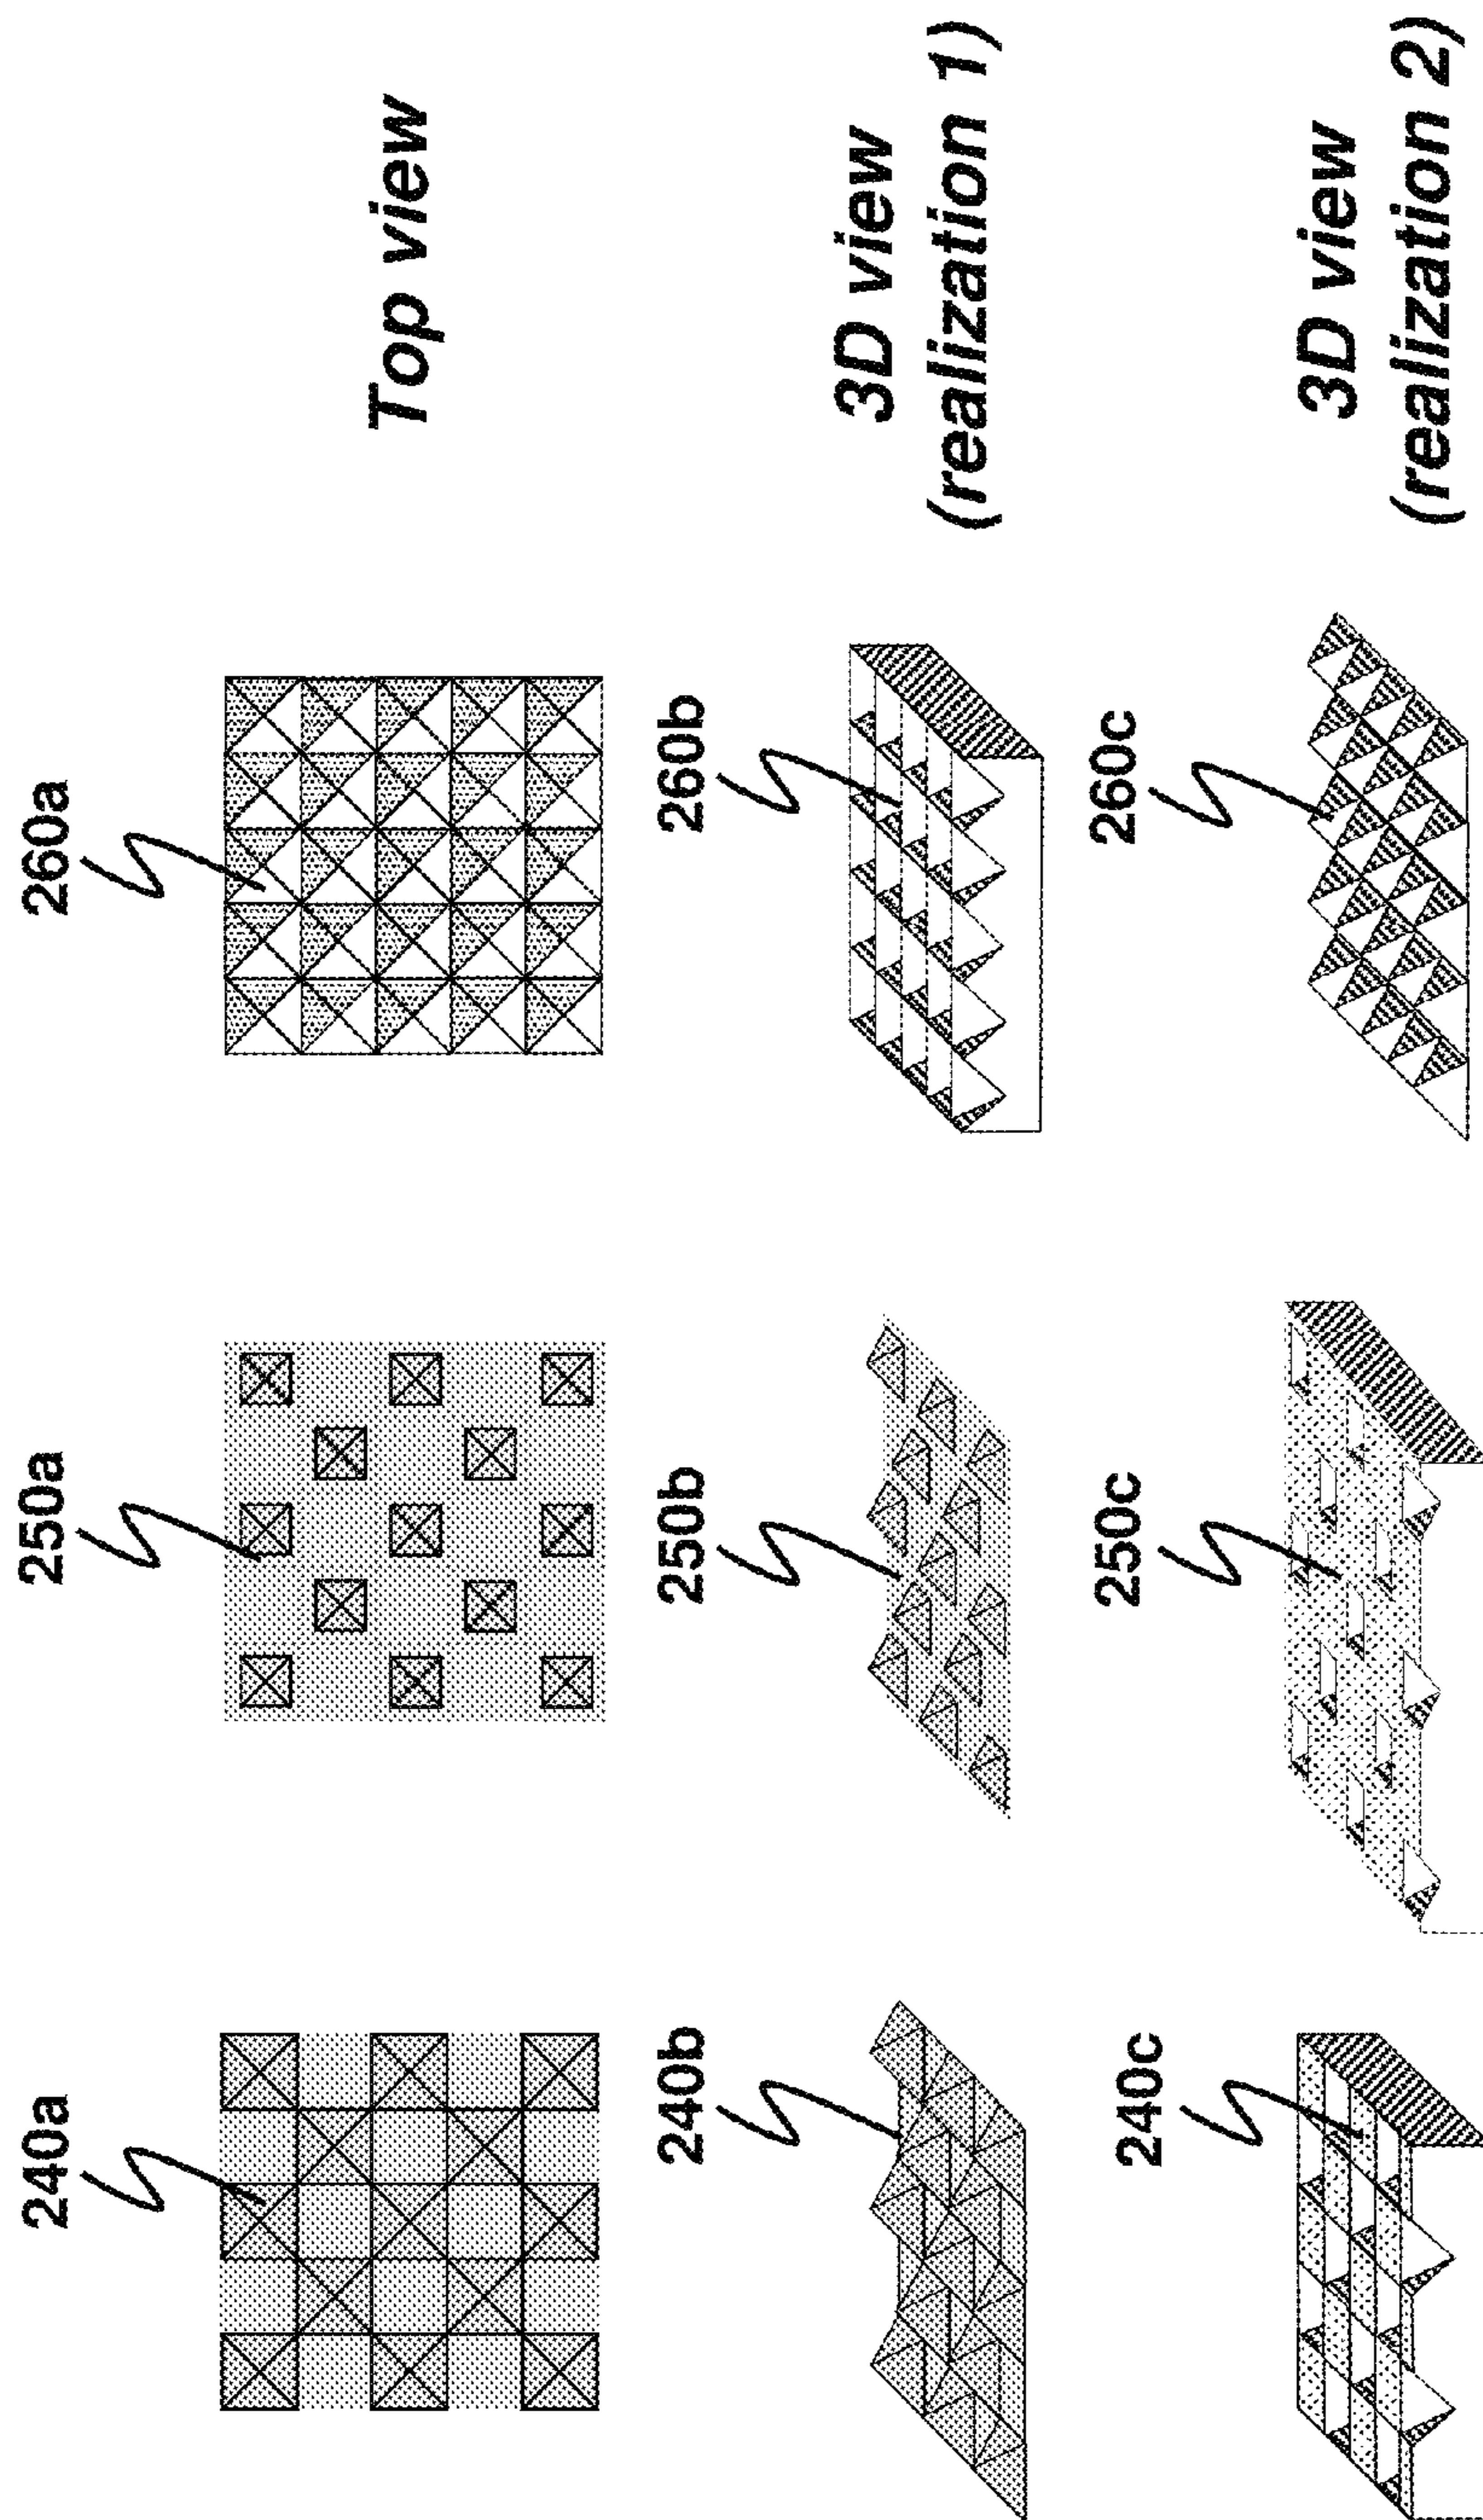 240a
250a
260a
Top view
240b
250b
260b
3D view
(realization 1)
240c
250c
260c
3D view
(realization 2)